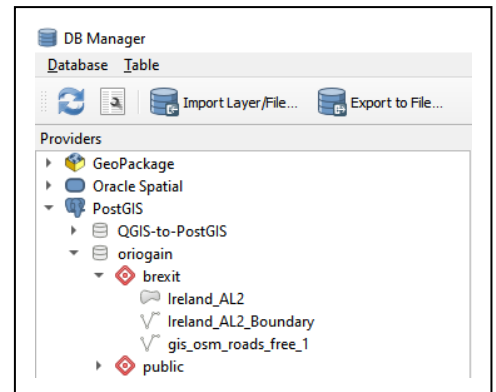 DB Manager
Database Table
Import Layer/File... Export to File...
Providers
GeoPackage
Oracle Spatial
PostGIS
QGIS-to-PostGIS
oriogain
brexit
Ireland_AL2
Ireland_AL2_Boundary
gis_osm_roads_free_1
public